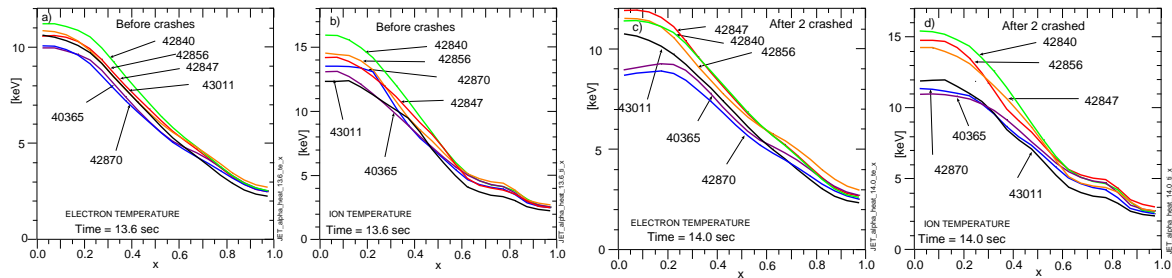 a)
Before crashes
42840
42856
42847
43011
40365
42870
[keV]
10
5
0
ELECTRON TEMPERATURE
Time = 13.6 sec
0.0 0.2 0.4 0.6 0.8 1.0
x
JET_alpha_heat_13.6_te_x
b)
Before crashes
42840
42856
42870
42847
43011
40365
[keV]
15
10
5
0
ION TEMPERATURE
Time = 13.6 sec
0.0 0.2 0.4 0.6 0.8 1.0
x
JET_alpha_heat_13.6_ti_x
c)
After 2 crashed
42847
42840
42856
43011
40365
42870
[keV]
10
5
0
ELECTRON TEMPERATURE
Time = 14.0 sec
0.0 0.2 0.4 0.6 0.8 1.0
x
JET_alpha_heat_14.0_te_x
d)
After 2 crashed
42840
42856
42847
40365
42870
43011
[keV]
15
10
5
0
ION TEMPERATURE
Time = 14.0 sec
0.0 0.2 0.4 0.6 0.8 1.0
x
JET_alpha_heat_14.0_ti_x